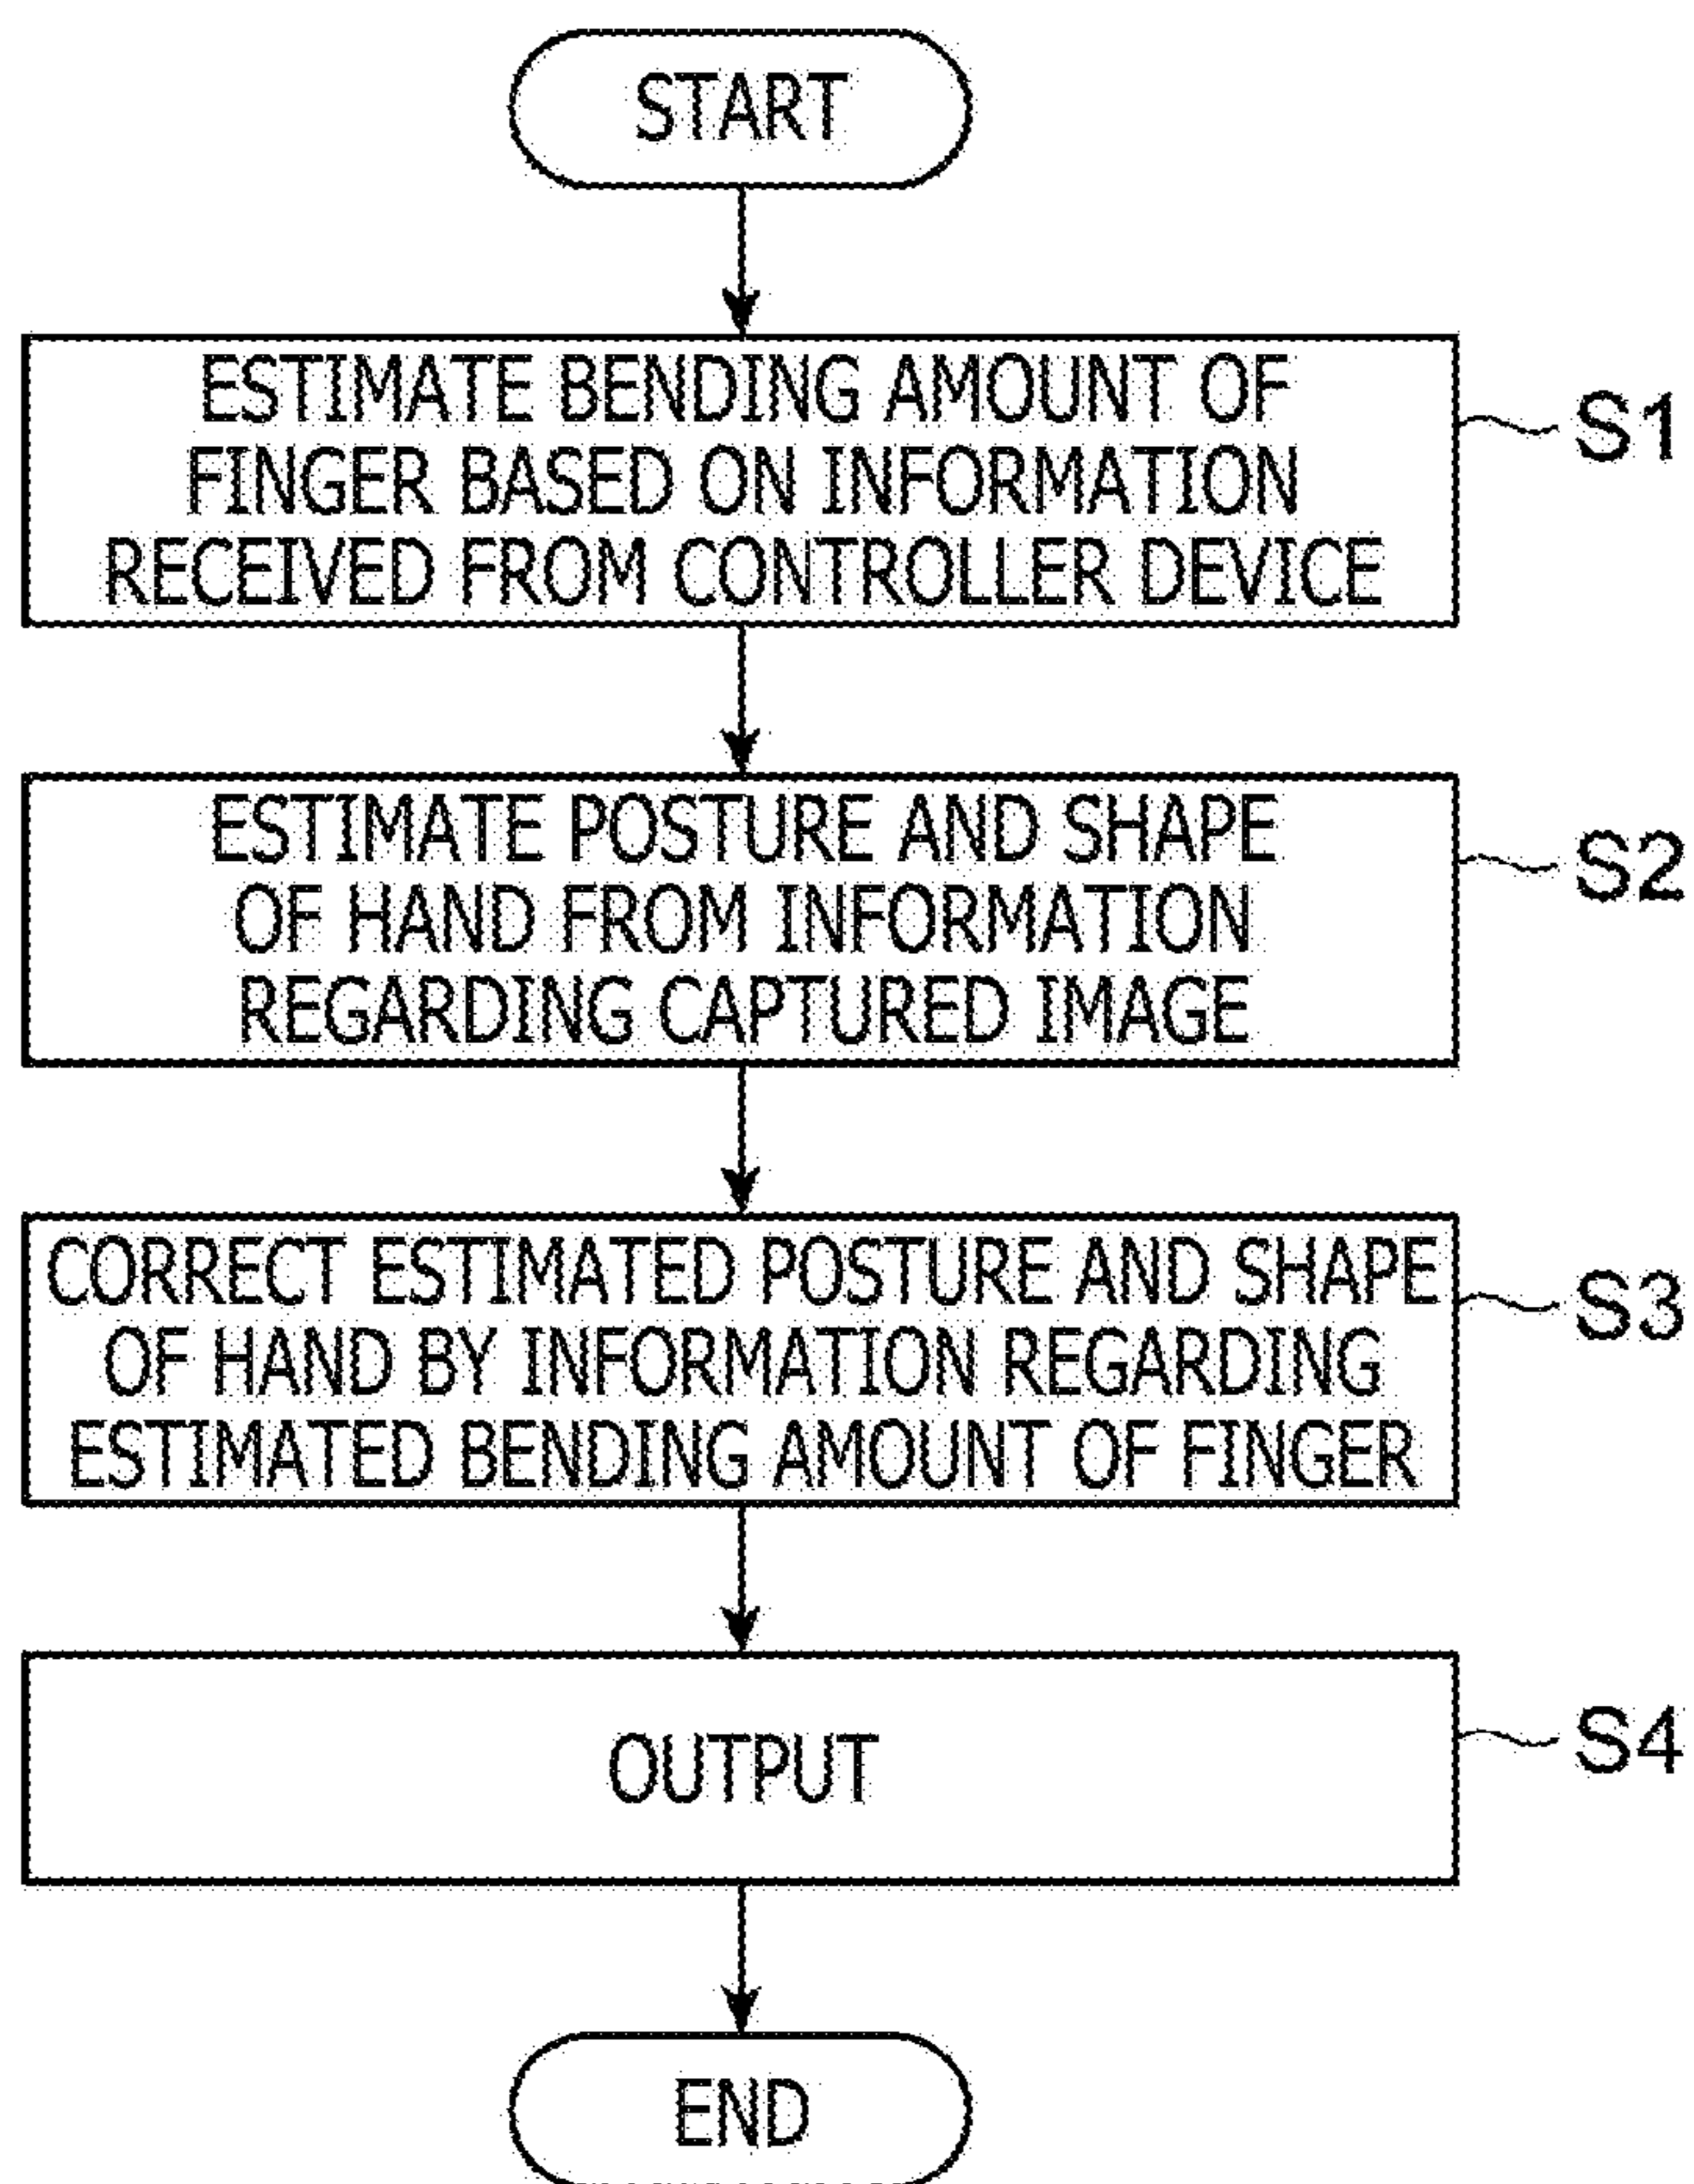 START
ESTIMATE BENDING AMOUNT OF
FINGER BASED ON INFORMATION
RECEIVED FROM CONTROLLER DEVICE
S1
ESTIMATE POSTURE AND SHAPE
OF HAND FROM INFORMATION
REGARDING CAPTURED IMAGE
S2
CORRECT ESTIMATED POSTURE AND SHAPE
OF HAND BY INFORMATION REGARDING
ESTIMATED BENDING AMOUNT OF FINGER
S3
OUTPUT
S4
END